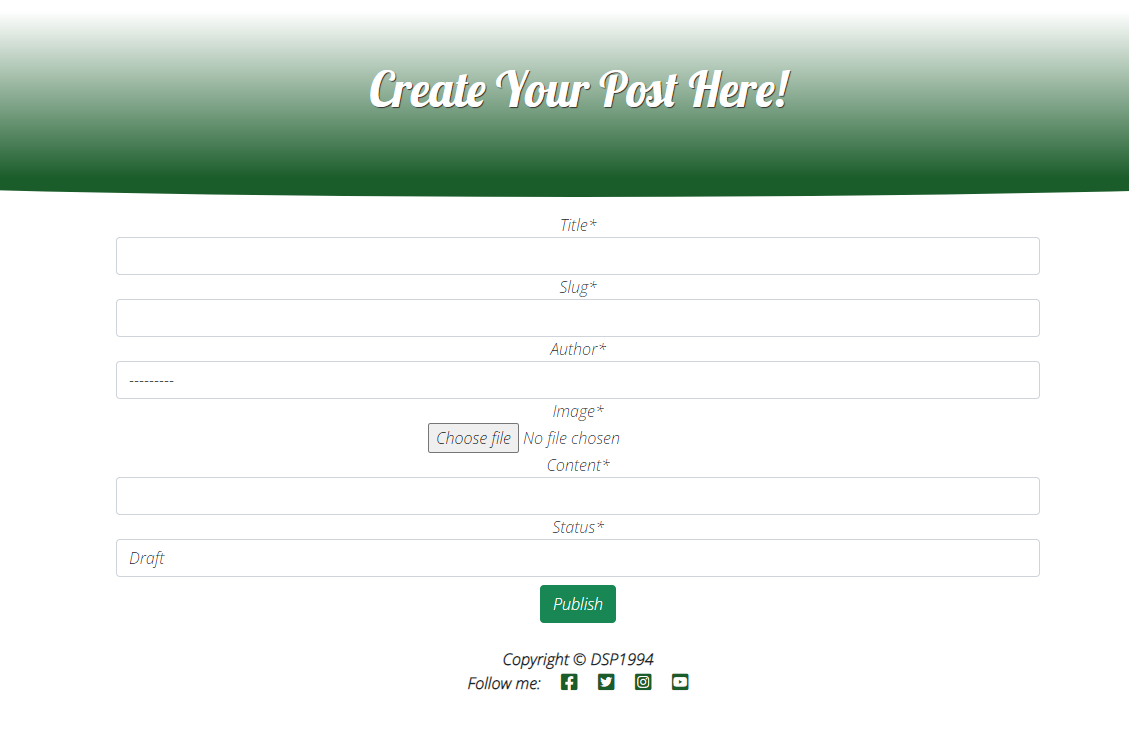 Create Your Post Here!
Title*
Slug*
Author*
---------
Image*
Choose file No file chosen
Content*
Status*
Draft
Publish
Copyright © DSP1994
Follow me: